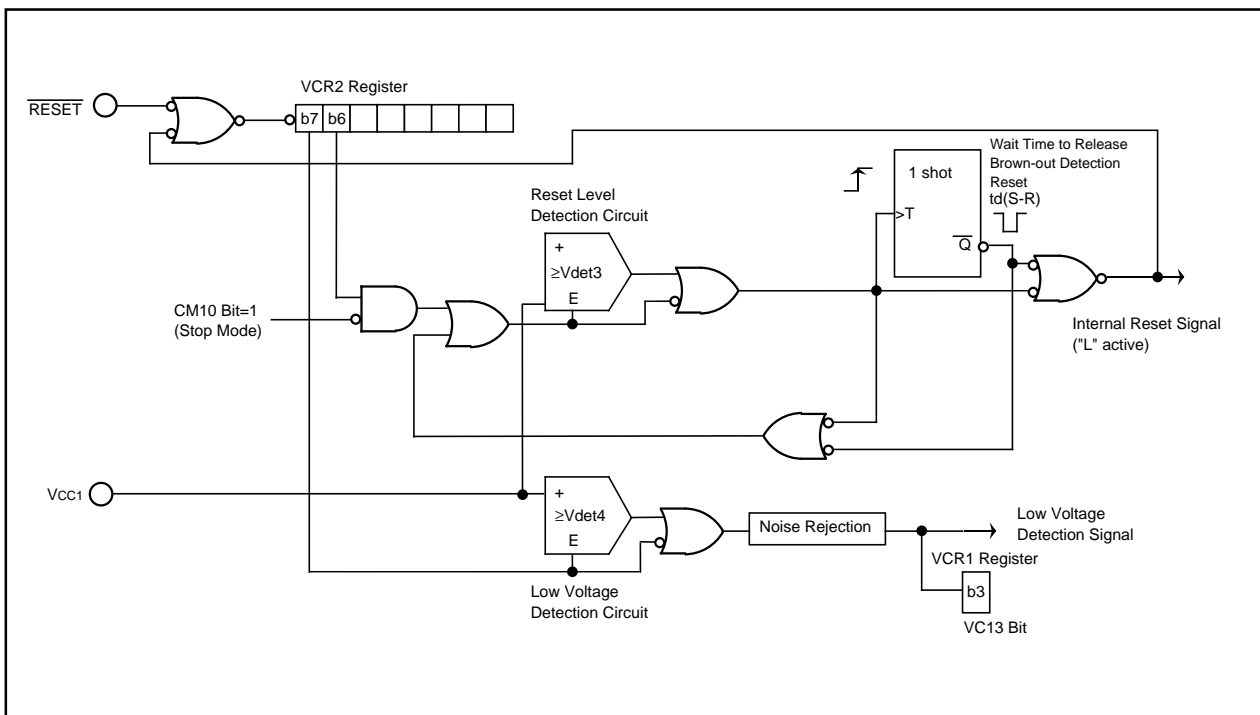 VCR2 Register
RESET
b7 b6
Wait Time to Release
Brown-out Detection
Reset
td(S-R)
1 shot
>T
Q
Reset Level
Detection Circuit
+
≥Vdet3
E
CM10 Bit=1
(Stop Mode)
Internal Reset Signal
("L" active)
VCC1
+
≥Vdet4
E
Low Voltage
Detection Circuit
Noise Rejection
Low Voltage
Detection Signal
VCR1 Register
b3
VC13 Bit